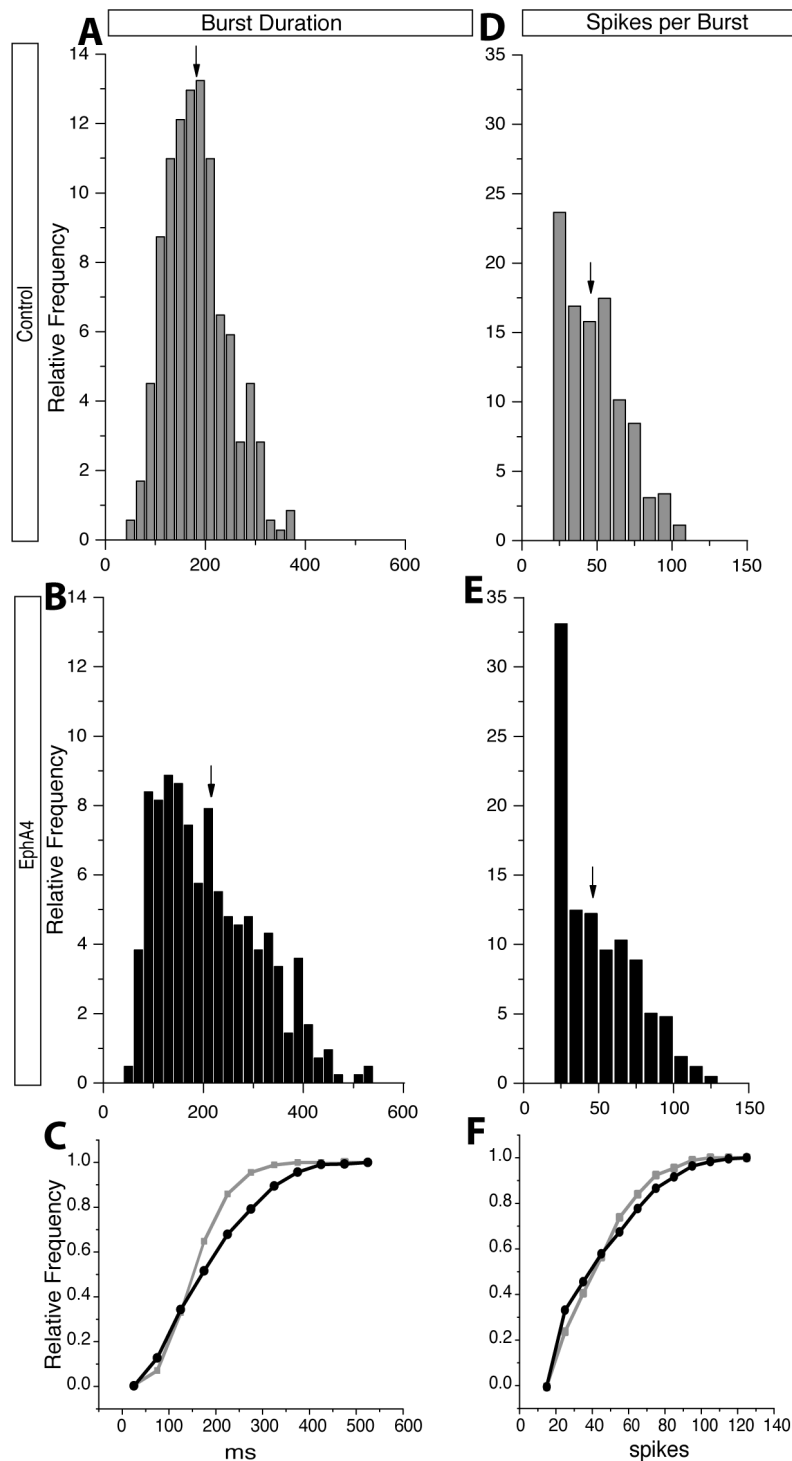 A Burst Duration
D Spikes per Burst
Control
Relative Frequency
14
12
10
8
6
4
2
0
0 200 400 600
35
30
25
20
15
10
5
0
0 50 100 150
B
E
EphA4
Relative Frequency
14
12
10
8
6
4
2
0
0 200 400 600
35
30
25
20
15
10
5
0
0 50 100 150
C
F
Relative Frequency
1.0
0.8
0.6
0.4
0.2
0.0
0 100 200 300 400 500 600
ms
1.0
0.8
0.6
0.4
0.2
0.0
0 20 40 60 80 100 120 140
spikes